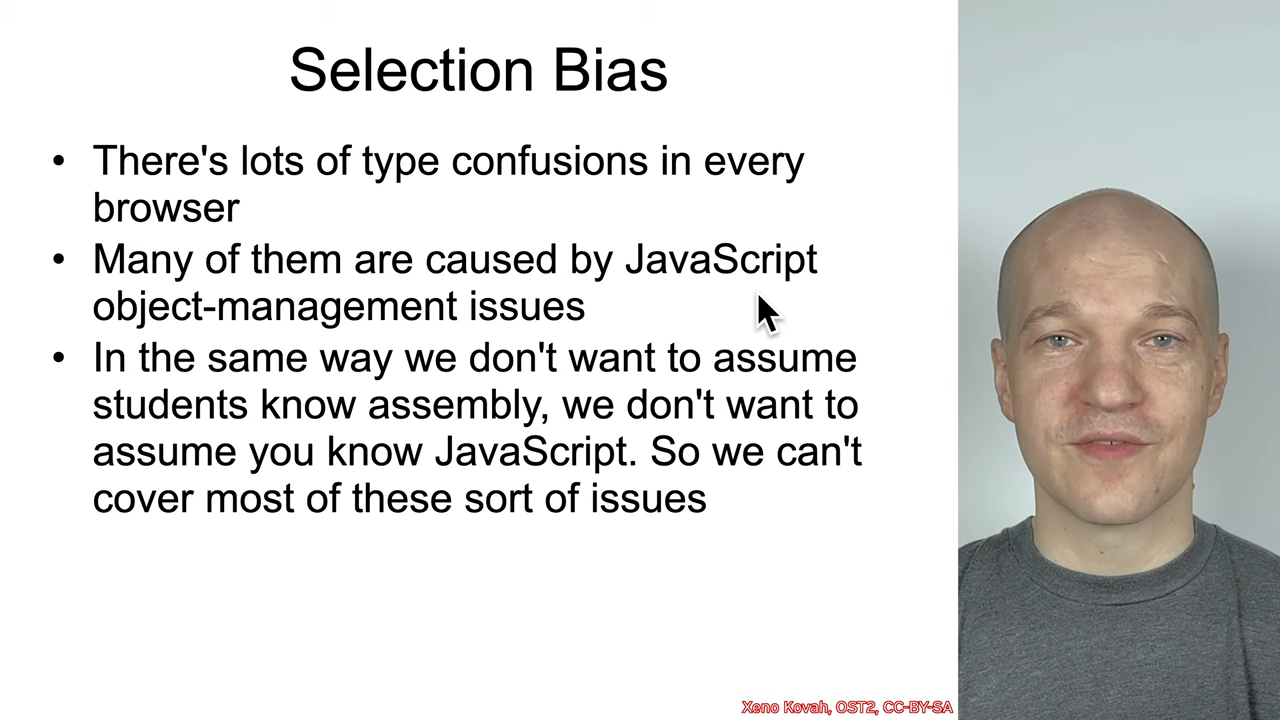 Selection Bias
• There's lots of type confusions in every
browser
• Many of them are caused by JavaScript
object-management issues
• In the same way we don't want to assume
students know assembly, we don't want to
assume you know JavaScript. So we can't
cover most of these sort of issues
Xeno Kovah, OST2, CC-BY-SA